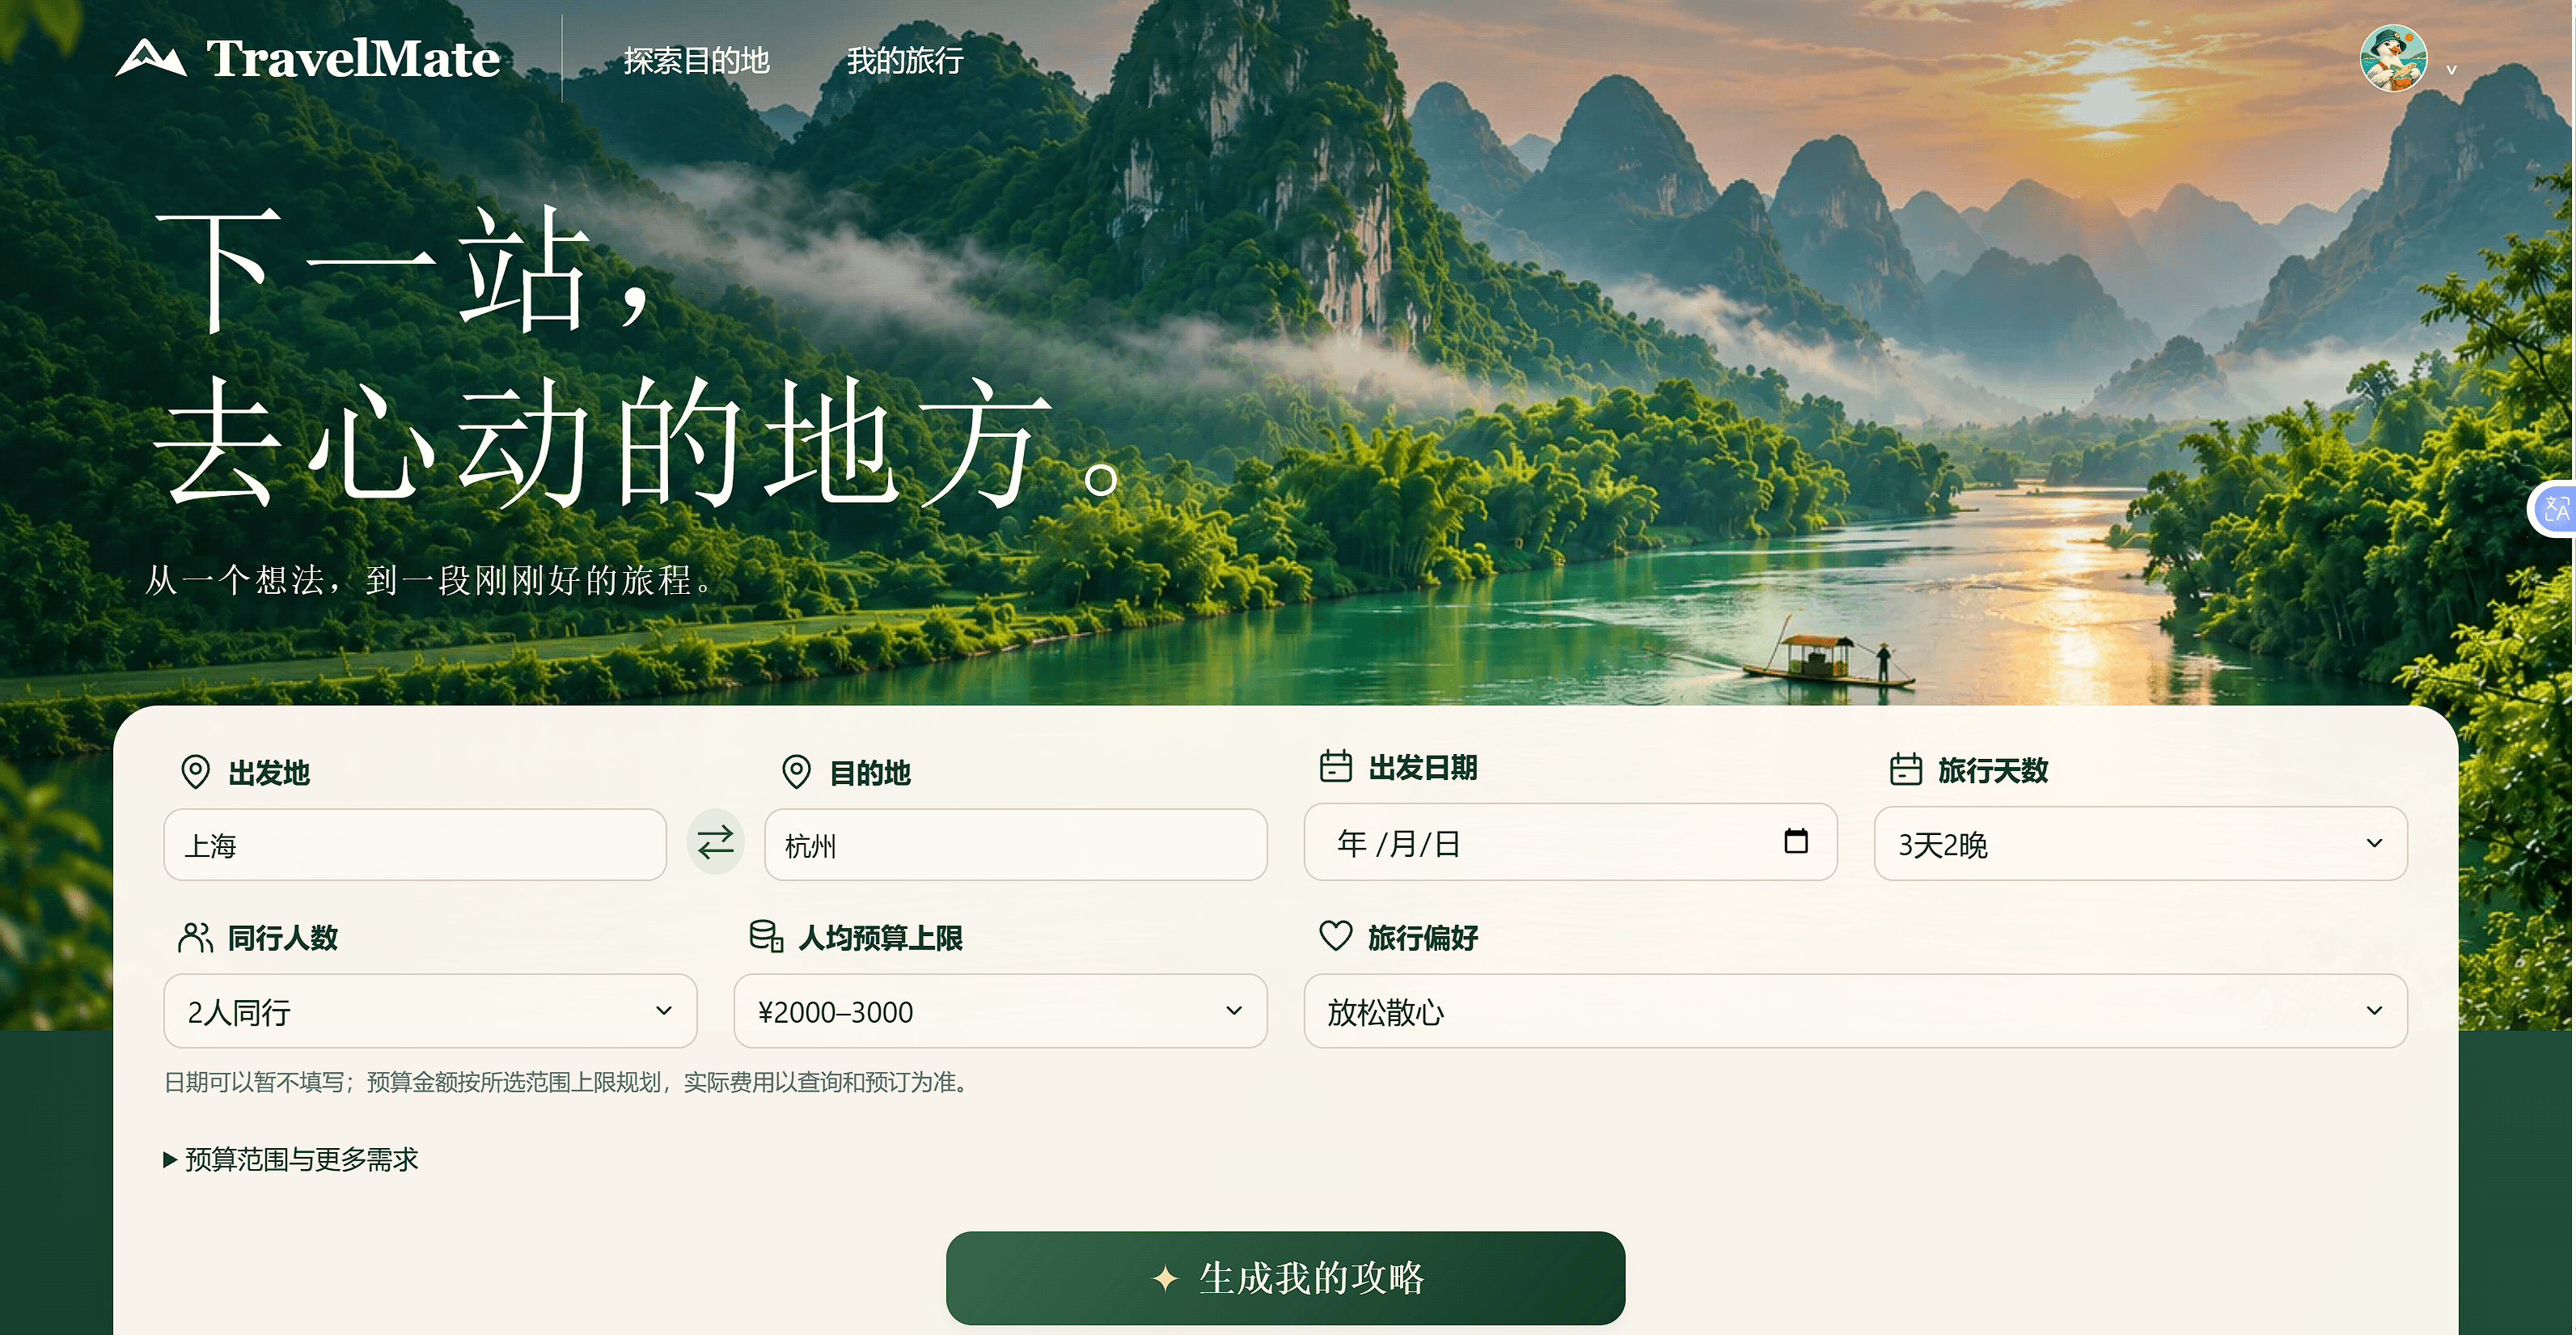 TravelMate 探索目的地 我的旅行 v
下一站，
去心动的地方。
从一个想法，到一段刚刚好的旅程。
文A
出发地 目的地 出发日期 旅行天数
上海 杭州 年 /月/日 3天2晚
同行人数 人均预算上限 旅行偏好
2人同行 ¥2000–3000 放松散心
日期可以暂不填写；预算金额按所选范围上限规划，实际费用以查询和预订为准。
预算范围与更多需求
生成我的攻略